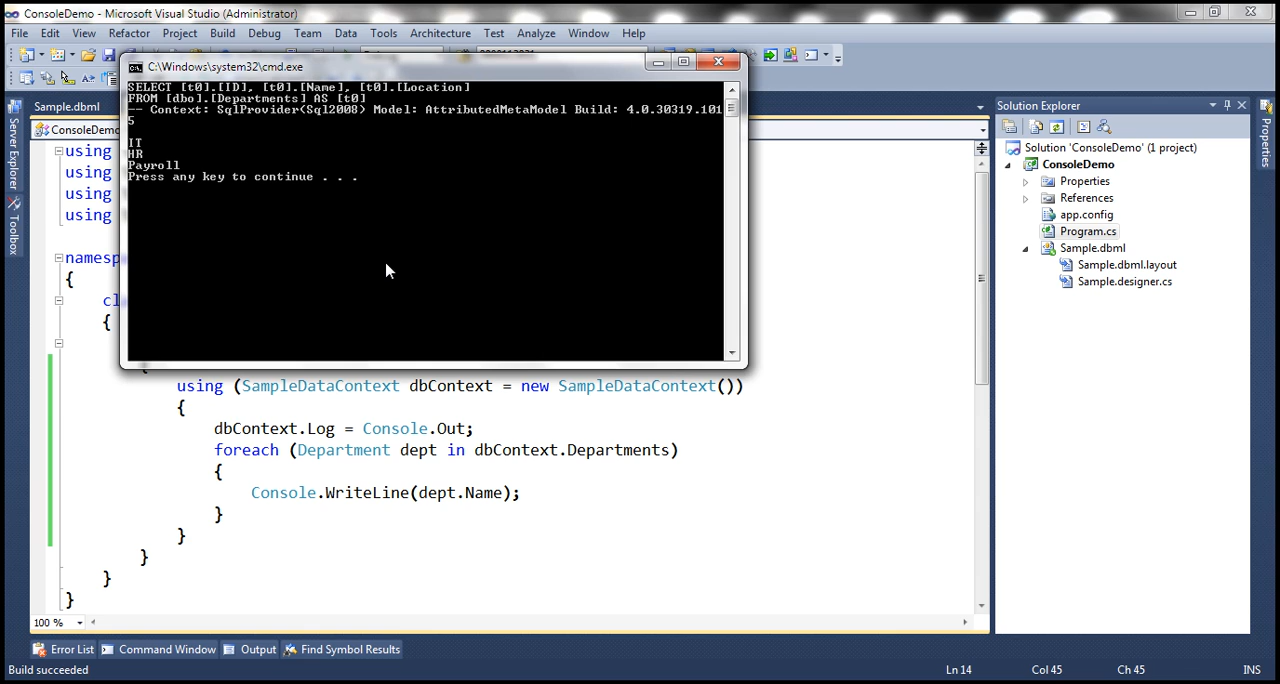 ConsoleDemo - Microsoft Visual Studio (Administrator)
File Edit View Refactor Project Build Debug Team Data Tools Architecture Test Analyze Window Help
C:\Windows\system32\cmd.exe
SELECT [t0].[ID], [t0].[Name], [t0].[Location]
FROM [dbo].[Departments] AS [t0]
-- Context: SqlProvider(Sql2008) Model: AttributedMetaModel Build: 4.0.30319.101
5
IT
HR
Payroll
Press any key to continue . . .
Sample.dbml
ConsoleDemo
using
using
using
using
namesp
{
cl
{
using (SampleDataContext dbContext = new SampleDataContext())
{
dbContext.Log = Console.Out;
foreach (Department dept in dbContext.Departments)
{
Console.WriteLine(dept.Name);
}
}
}
}
}
100 %
Server Explorer
Toolbox
Solution Explorer
Solution 'ConsoleDemo' (1 project)
ConsoleDemo
Properties
References
app.config
Program.cs
Sample.dbml
Sample.dbml.layout
Sample.designer.cs
Properties
Error List Command Window Output Find Symbol Results
Build succeeded Ln 14 Col 45 Ch 45 INS